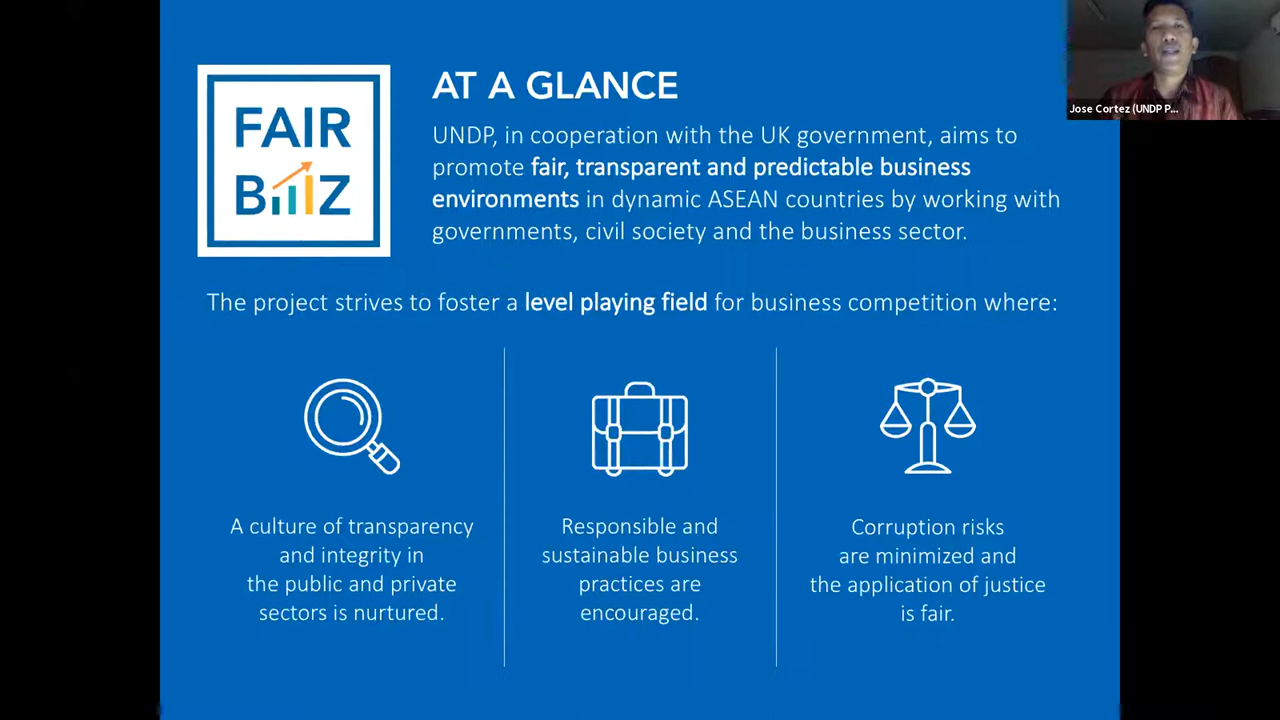 FAIR
BIZ
AT A GLANCE
UNDP, in cooperation with the UK government, aims to
promote fair, transparent and predictable business
environments in dynamic ASEAN countries by working with
governments, civil society and the business sector.
Jose Cortez (UNDP P...
The project strives to foster a level playing field for business competition where:
A culture of transparency
and integrity in
the public and private
sectors is nurtured.
Responsible and
sustainable business
practices are
encouraged.
Corruption risks
are minimized and
the application of justice
is fair.